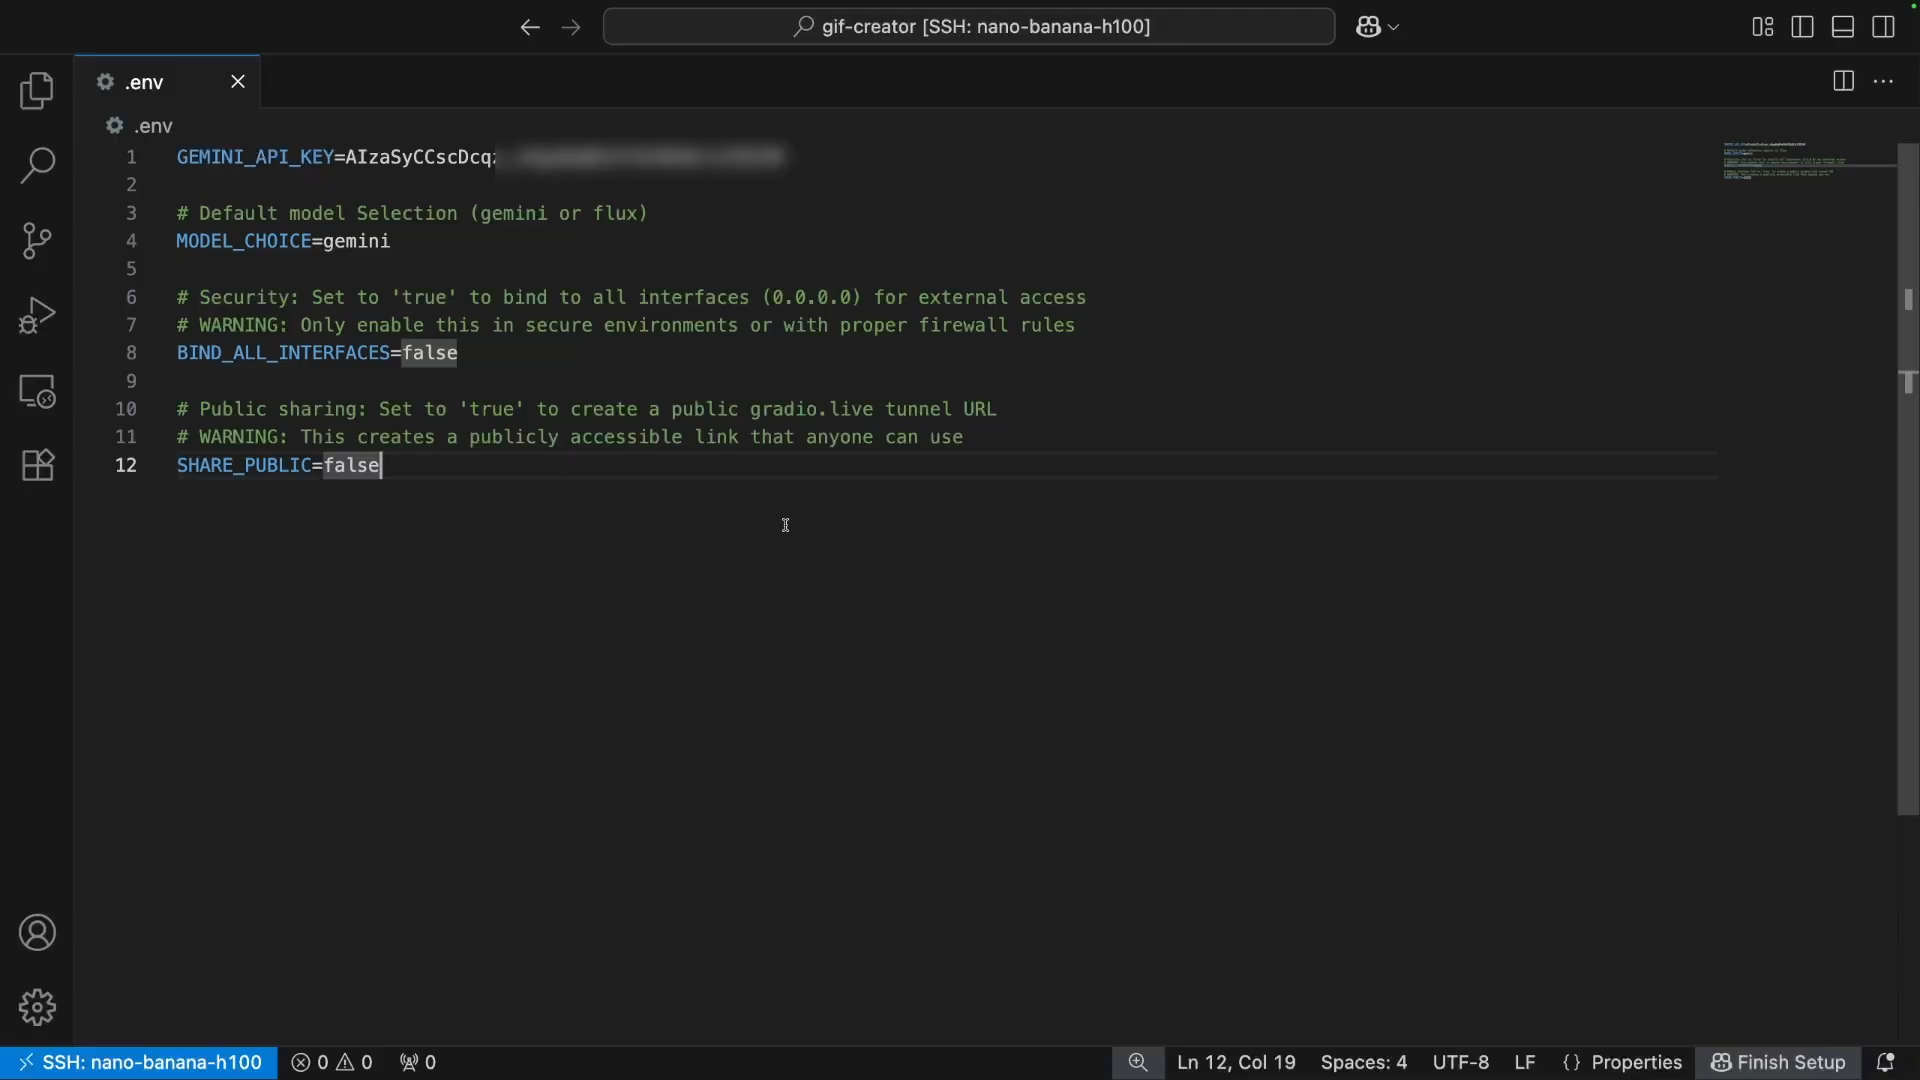 gif-creator [SSH: nano-banana-h100]
.env
.env
1 GEMINI_API_KEY=AIzaSyCCscDcqz
2
3 # Default model Selection (gemini or flux)
4 MODEL_CHOICE=gemini
5
6 # Security: Set to 'true' to bind to all interfaces (0.0.0.0) for external access
7 # WARNING: Only enable this in secure environments or with proper firewall rules
8 BIND_ALL_INTERFACES=false
9
10 # Public sharing: Set to 'true' to create a public gradio.live tunnel URL
11 # WARNING: This creates a publicly accessible link that anyone can use
12 SHARE_PUBLIC=false
SSH: nano-banana-h100 0 0 0 Ln 12, Col 19 Spaces: 4 UTF-8 LF {} Properties Finish Setup